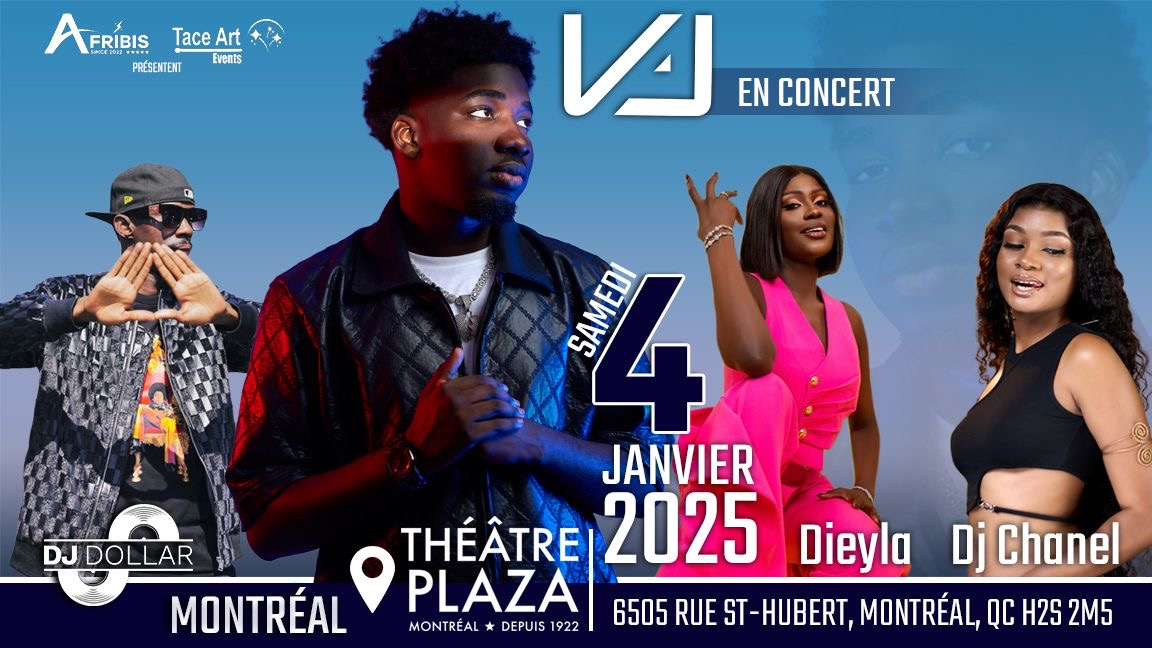 AFRIBIS
SINCE 2022 ★★★★★
Tace Art
Events
PRÉSENTENT
VAJ
EN CONCERT
SAMEDI
4
JANVIER
2025
DJ DOLLAR
Dieyla
Dj Chanel
MONTRÉAL
THÉÂTRE
PLAZA
MONTRÉAL ★ DEPUIS 1922
6505 RUE ST-HUBERT, MONTRÉAL, QC H2S 2M5